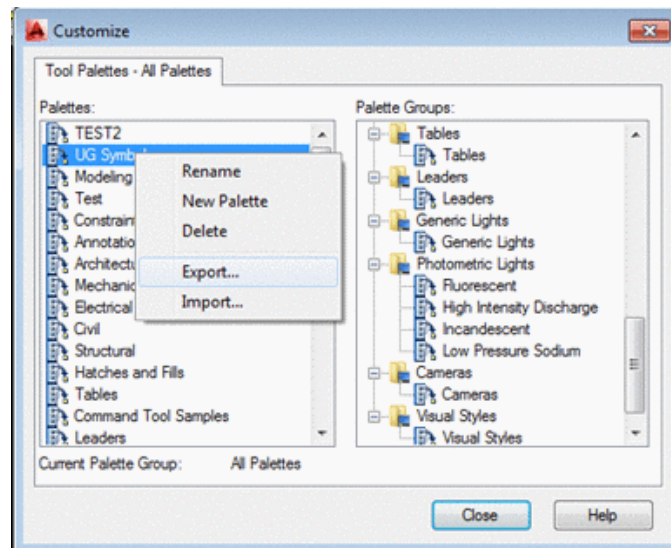 Customize
Tool Palettes - All Palettes
Palettes:
TEST2
UG
Modeling
Test
Annotatio
Architectu
Mechanic
Electrical
Civil
Structural
Hatches and Fills
Tables
Command Tool Samples
Leaders
Rename
New Palette
Delete
Export...
Import...
Palette Groups:
Tables
Tables
Leaders
Leaders
Generic Lights
Generic Lights
Photometric Lights
Fluorescent
High Intensity Discharge
Incandescent
Low Pressure Sodium
Cameras
Cameras
Visual Styles
Visual Styles
Current Palette Group: All Palettes
Close Help